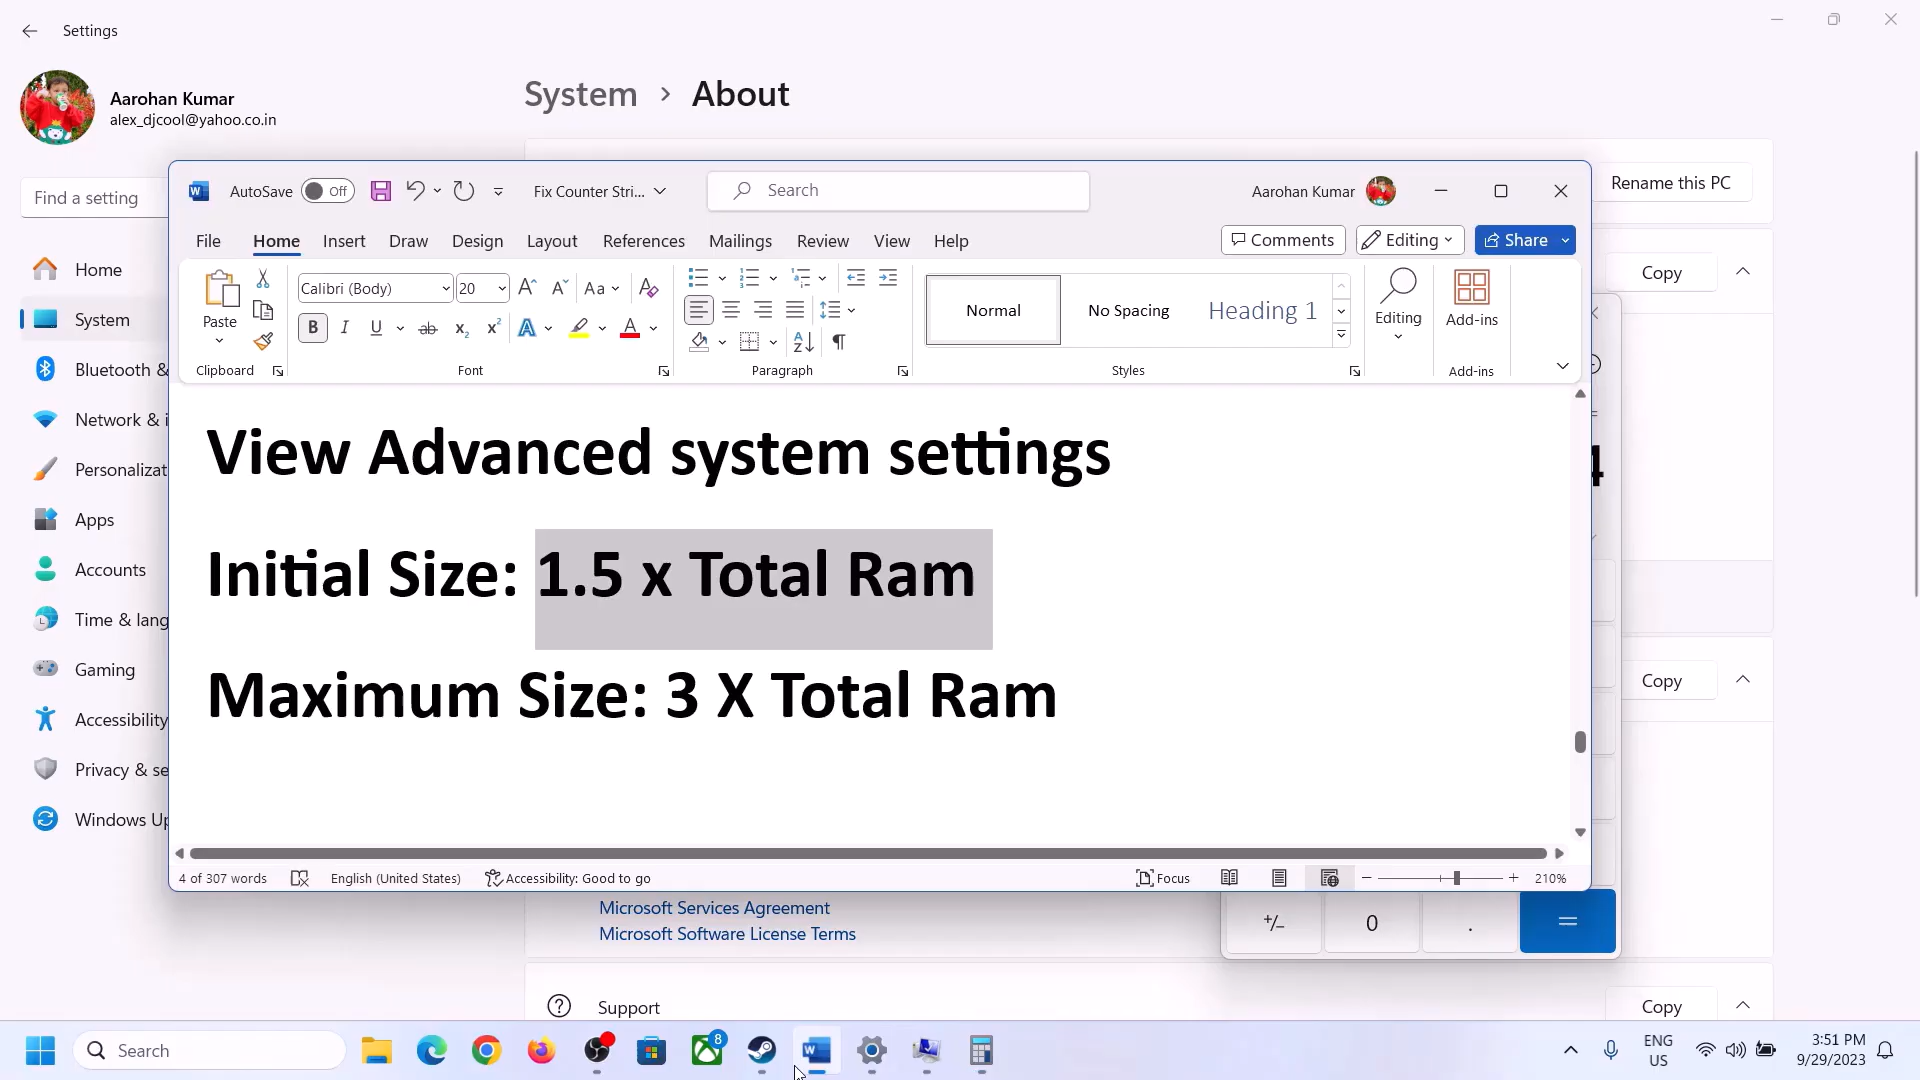 Settings
Aarohan Kumar
alex_djcool@yahoo.co.in
System > About
Find a setting
Rename this PC
Home
System
Bluetooth &
Network & i
Personalizat
Apps
Accounts
Time & lang
Gaming
Accessibility
Privacy & se
Windows Up
AutoSave Off
Fix Counter Stri...
Search
Aarohan Kumar
File Home Insert Draw Design Layout References Mailings Review View Help
Comments Editing Share
Paste
Clipboard
Calibri (Body) 20
Font
Paragraph
Normal
No Spacing
Heading 1
Styles
Editing
Add-ins
Add-ins
Copy
View Advanced system settings
Initial Size: 1.5 x Total Ram
Maximum Size: 3 X Total Ram
4
Copy
4 of 307 words
English (United States)
Accessibility: Good to go
Focus
210%
Microsoft Services Agreement
Microsoft Software License Terms
+/− 0 . =
Support
Copy
Search
8
ENG
US
3:51 PM
9/29/2023